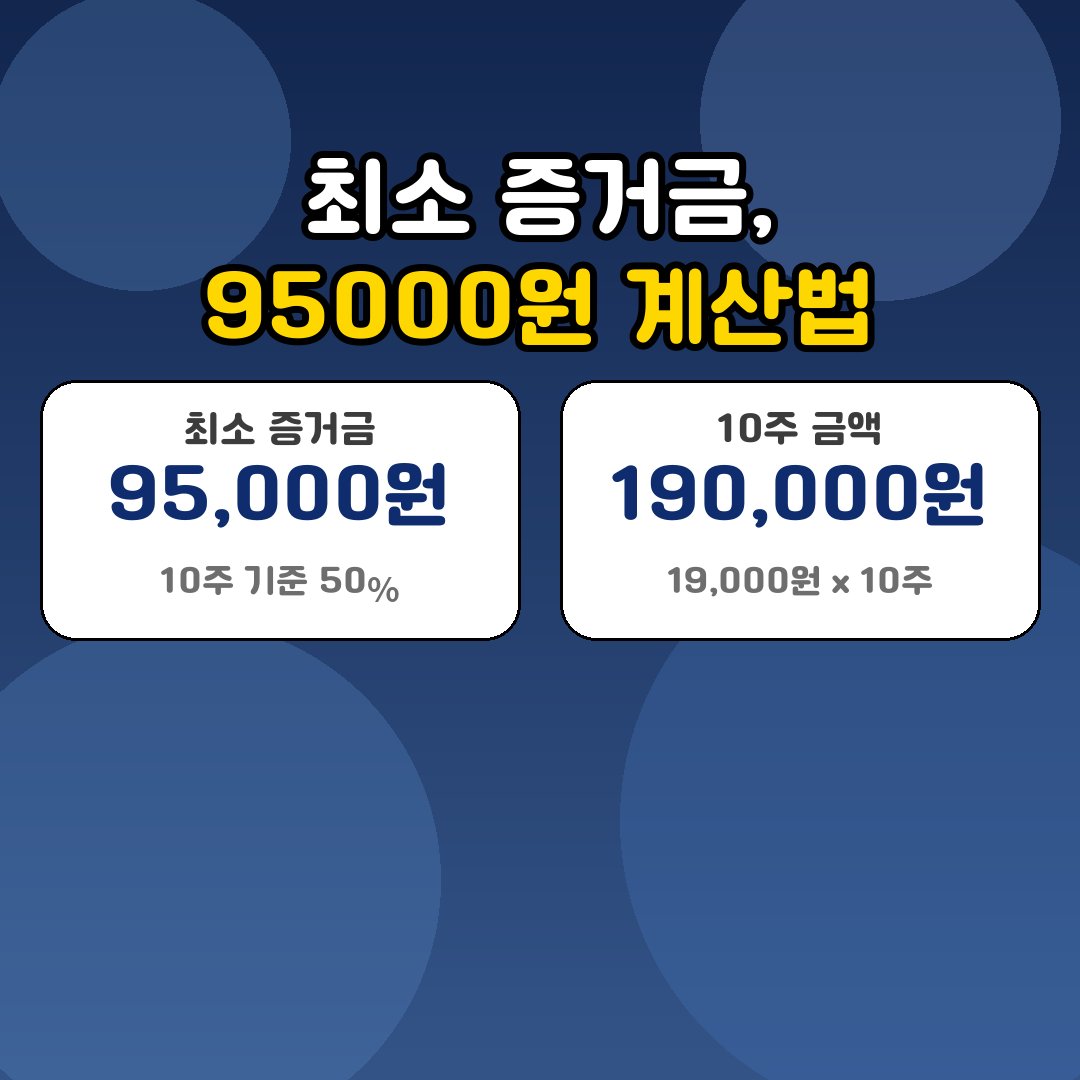 최소 증거금,
95000원 계산법
최소 증거금
95,000원
10주 기준 50%
10주 금액
190,000원
19,000원 x 10주